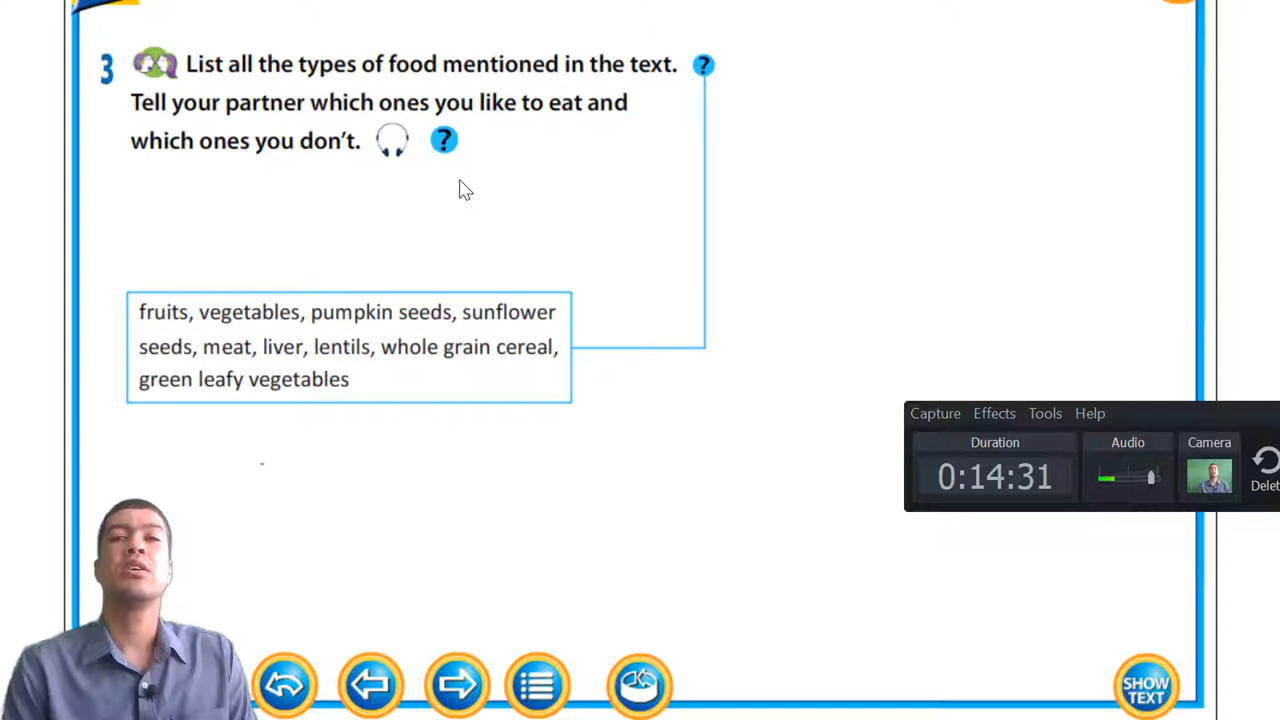 3 List all the types of food mentioned in the text. ?
Tell your partner which ones you like to eat and
which ones you don't. ?
fruits, vegetables, pumpkin seeds, sunflower
seeds, meat, liver, lentils, whole grain cereal,
green leafy vegetables
Capture Effects Tools Help
Duration Audio Camera
0:14:31
Delet
SHOW
TEXT